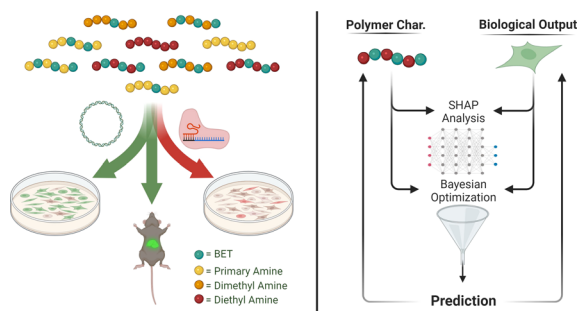 = BET
= Primary Amine
= Dimethyl Amine
= Diethyl Amine
Polymer Char.
Biological Output
SHAP
Analysis
Bayesian
Optimization
Prediction